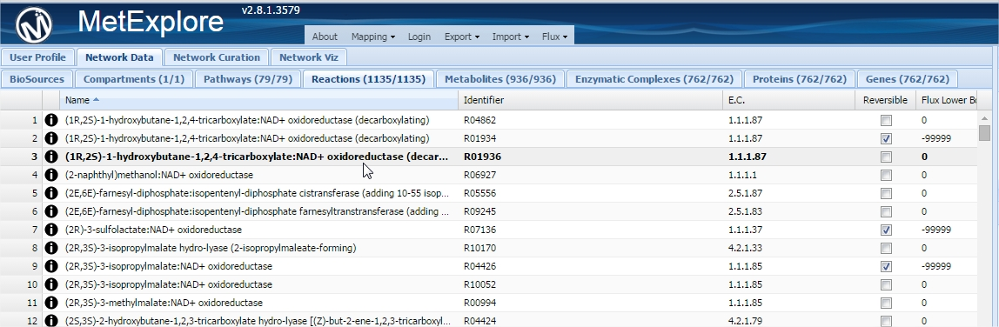 v2.8.1.3579
MetExplore
About Mapping Login Export Import Flux
User Profile Network Data Network Curation Network Viz
BioSources Compartments (1/1) Pathways (79/79) Reactions (1135/1135) Metabolites (936/936) Enzymatic Complexes (762/762) Proteins (762/762) Genes (762/762)
Name Identifier E.C. Reversible Flux Lower Bo
1 (1R,2S)-1-hydroxybutane-1,2,4-tricarboxylate:NAD+ oxidoreductase (decarboxylating) R04862 1.1.1.87 0
2 (1R,2S)-1-hydroxybutane-1,2,4-tricarboxylate:NAD+ oxidoreductase (decarboxylating) R01934 1.1.1.87 -99999
3 (1R,2S)-1-hydroxybutane-1,2,4-tricarboxylate:NAD+ oxidoreductase (decar... R01936 1.1.1.87 0
4 (2-naphthyl)methanol:NAD+ oxidoreductase R06927 1.1.1.1 0
5 (2E,6E)-farnesyl-diphosphate:isopentenyl-diphosphate cistransferase (adding 10-55 isop... R05556 2.5.1.87 0
6 (2E,6E)-farnesyl-diphosphate:isopentenyl-diphosphate farnesyltranstransferase (adding ... R09245 2.5.1.83 0
7 (2R)-3-sulfolactate:NAD+ oxidoreductase R07136 1.1.1.37 -99999
8 (2R,3S)-3-isopropylmalate hydro-lyase (2-isopropylmaleate-forming) R10170 4.2.1.33 0
9 (2R,3S)-3-isopropylmalate:NAD+ oxidoreductase R04426 1.1.1.85 -99999
10 (2R,3S)-3-isopropylmalate:NAD+ oxidoreductase R10052 1.1.1.85 0
11 (2R,3S)-3-methylmalate:NAD+ oxidoreductase R00994 1.1.1.85 0
12 (2S,3S)-2-hydroxybutane-1,2,3-tricarboxylate hydro-lyase [(Z)-but-2-ene-1,2,3-tricarboxyl... R04424 4.2.1.79 0